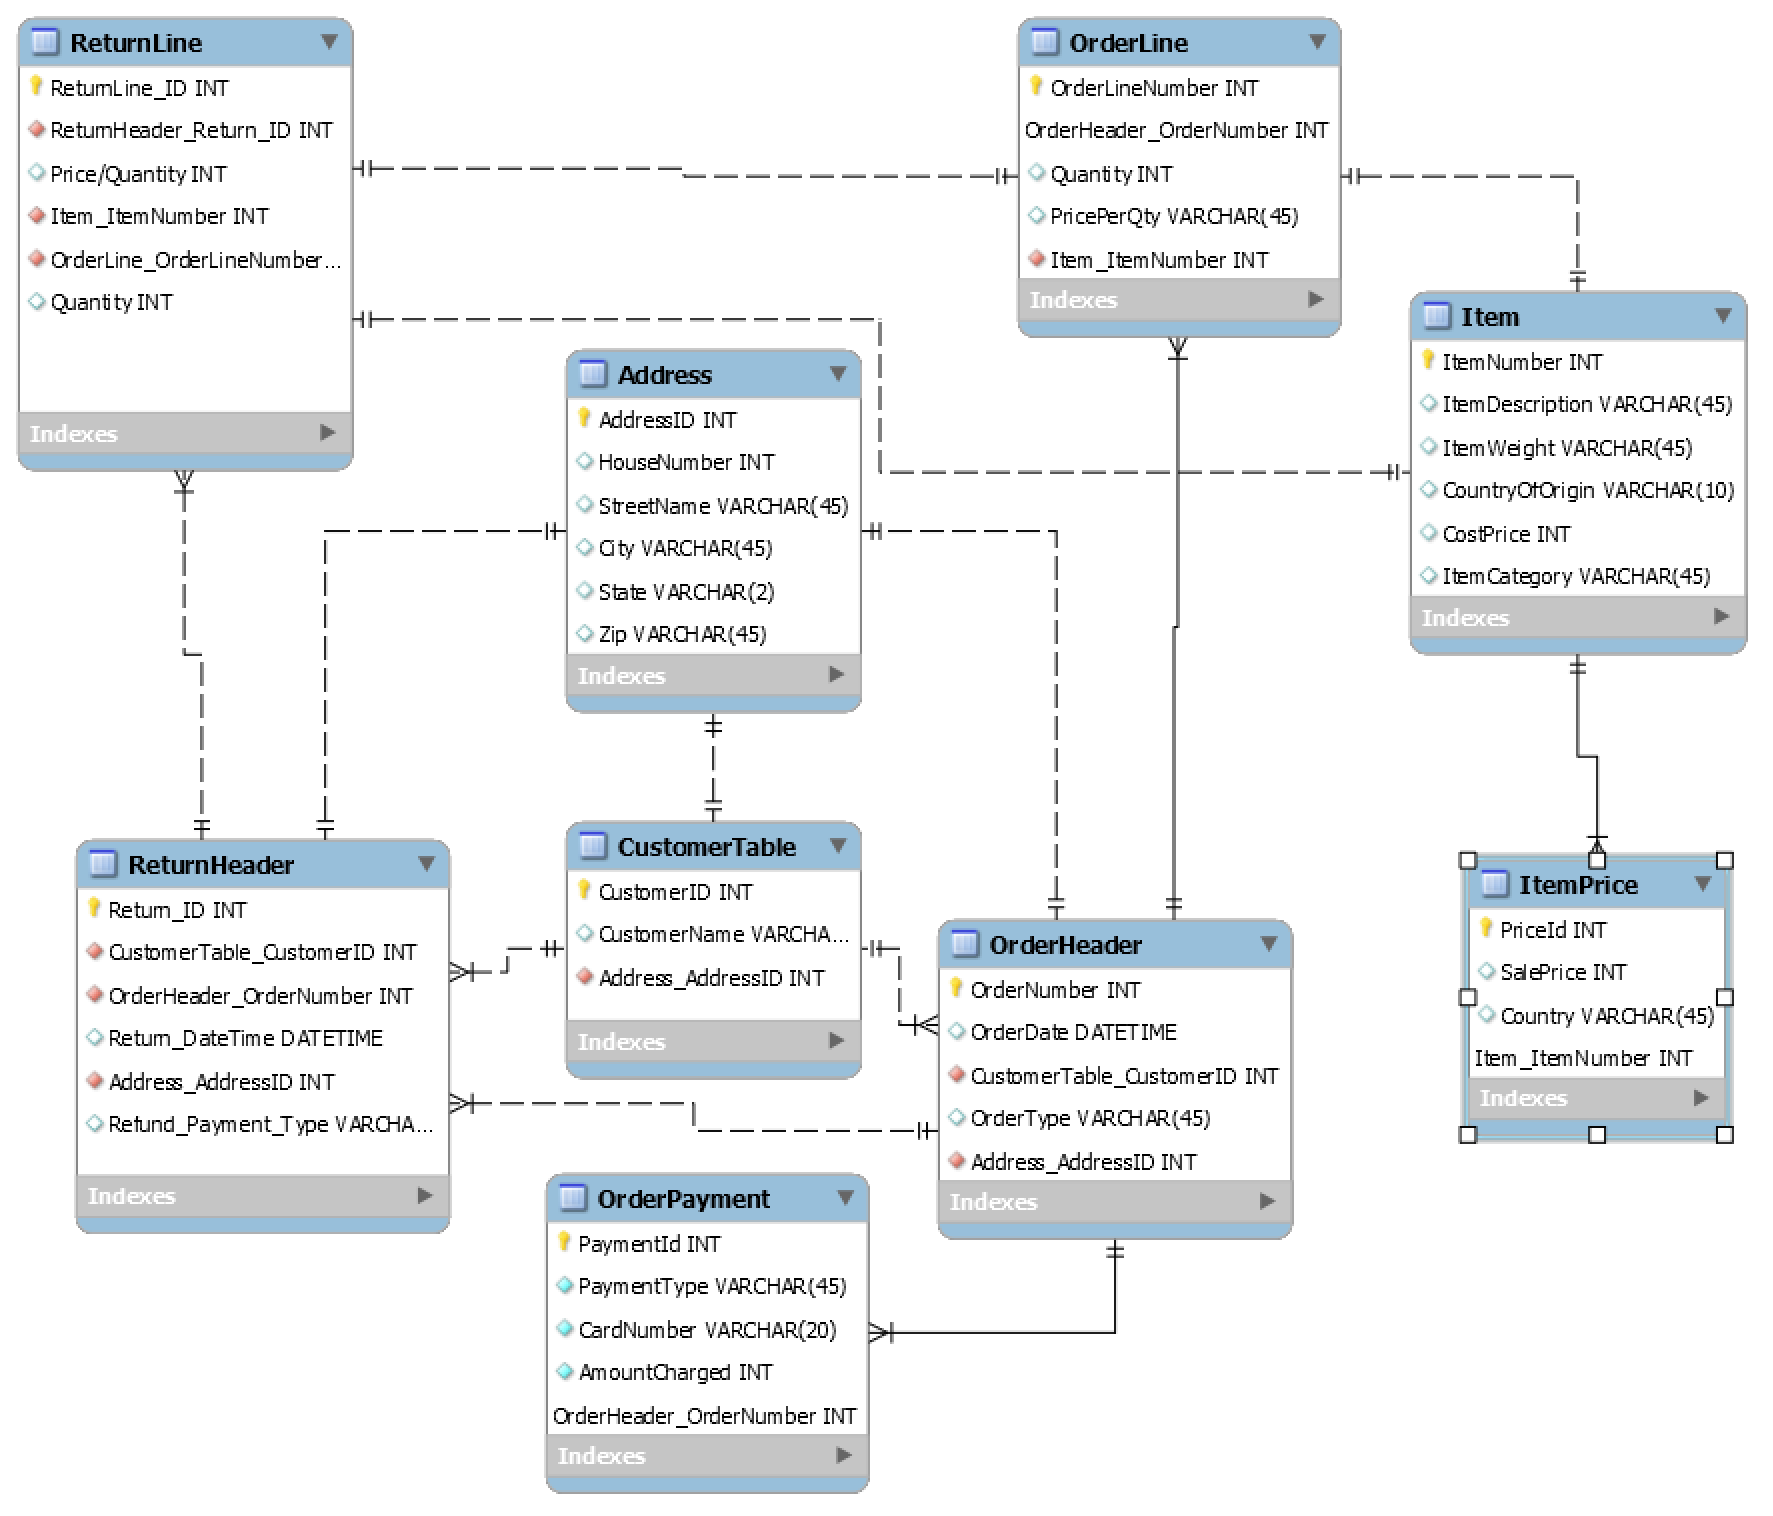 ReturnLine
ReturnLine_ID INT
ReturnHeader_Return_ID INT
Price/Quantity INT
Item_ItemNumber INT
OrderLine_OrderLineNumber...
Quantity INT
Indexes
OrderLine
OrderLineNumber INT
OrderHeader_OrderNumber INT
Quantity INT
PricePerQty VARCHAR(45)
Item_ItemNumber INT
Indexes
Item
ItemNumber INT
ItemDescription VARCHAR(45)
ItemWeight VARCHAR(45)
CountryOfOrigin VARCHAR(10)
CostPrice INT
ItemCategory VARCHAR(45)
Indexes
Address
AddressID INT
HouseNumber INT
StreetName VARCHAR(45)
City VARCHAR(45)
State VARCHAR(2)
Zip VARCHAR(45)
Indexes
ReturnHeader
Return_ID INT
CustomerTable_CustomerID INT
OrderHeader_OrderNumber INT
Return_DateTime DATETIME
Address_AddressID INT
Refund_Payment_Type VARCHA...
Indexes
CustomerTable
CustomerID INT
CustomerName VARCHA...
Address_AddressID INT
Indexes
OrderHeader
OrderNumber INT
OrderDate DATETIME
CustomerTable_CustomerID INT
OrderType VARCHAR(45)
Address_AddressID INT
Indexes
ItemPrice
PriceId INT
SalePrice INT
Country VARCHAR(45)
Item_ItemNumber INT
Indexes
OrderPayment
PaymentId INT
PaymentType VARCHAR(45)
CardNumber VARCHAR(20)
AmountCharged INT
OrderHeader_OrderNumber INT
Indexes